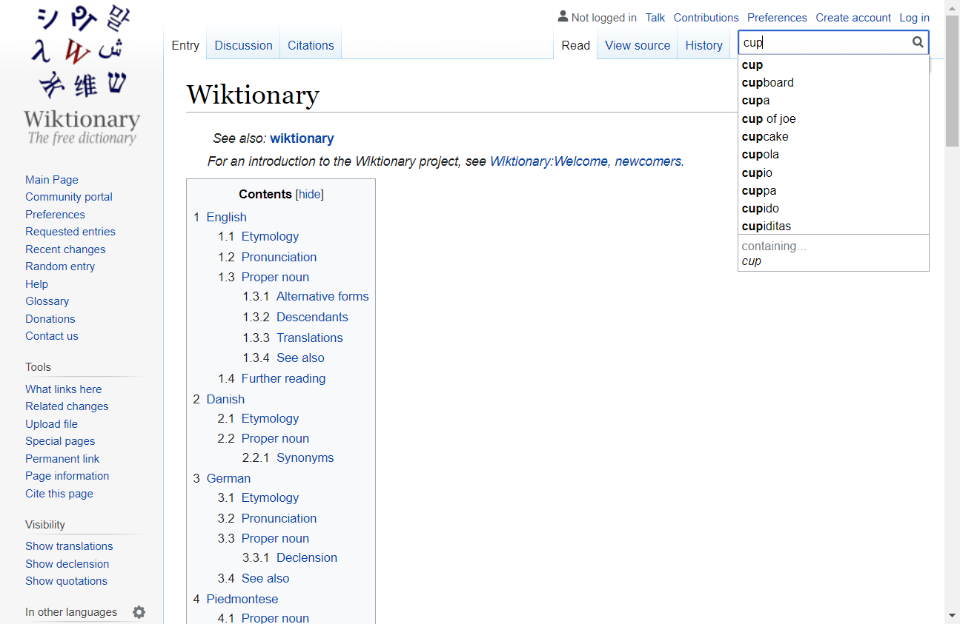 Wiktionary
The free dictionary
Main Page
Community portal
Preferences
Requested entries
Recent changes
Random entry
Help
Glossary
Donations
Contact us
Tools
What links here
Related changes
Upload file
Special pages
Permanent link
Page information
Cite this page
Visibility
Show translations
Show declension
Show quotations
In other languages
Not logged in Talk Contributions Preferences Create account Log in
Entry Discussion Citations
Read View source History
cup
cup
cupboard
cupa
cup of joe
cupcake
cupola
cupio
cuppa
cupido
cupiditas
containing...
cup
Wiktionary
See also: wiktionary
For an introduction to the Wiktionary project, see Wiktionary:Welcome, newcomers.
Contents [hide]
1 English
1.1 Etymology
1.2 Pronunciation
1.3 Proper noun
1.3.1 Alternative forms
1.3.2 Descendants
1.3.3 Translations
1.3.4 See also
1.4 Further reading
2 Danish
2.1 Etymology
2.2 Proper noun
2.2.1 Synonyms
3 German
3.1 Etymology
3.2 Pronunciation
3.3 Proper noun
3.3.1 Declension
3.4 See also
4 Piedmontese
4.1 Proper noun